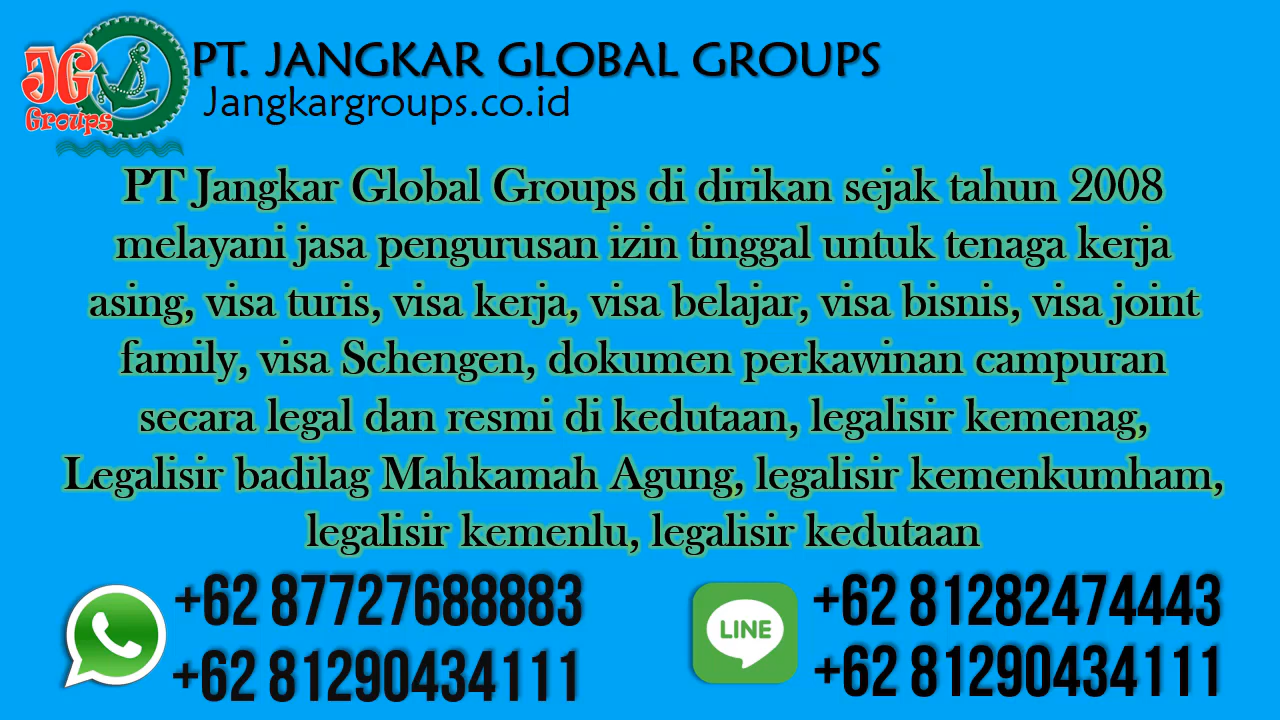 JG
Groups
PT. JANGKAR GLOBAL GROUPS
Jangkargroups.co.id
PT Jangkar Global Groups di dirikan sejak tahun 2008
melayani jasa pengurusan izin tinggal untuk tenaga kerja
asing, visa turis, visa kerja, visa belajar, visa bisnis, visa joint
family, visa Schengen, dokumen perkawinan campuran
secara legal dan resmi di kedutaan, legalisir kemenag,
Legalisir badilag Mahkamah Agung, legalisir kemenkumham,
legalisir kemenlu, legalisir kedutaan
+62 87727688883
+62 81290434111
LINE
+62 81282474443
+62 81290434111